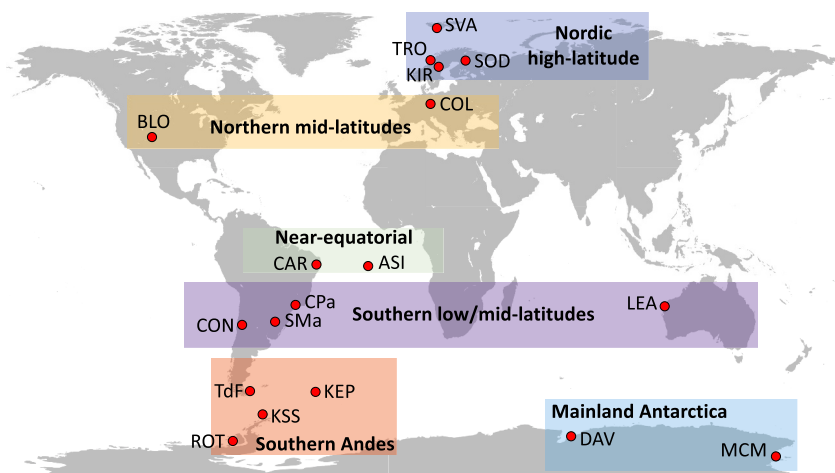 SVA
Nordic
high-latitude
TRO
KIR
SOD
COL
BLO
Northern mid-latitudes
Near-equatorial
CAR
ASI
CPa
SMa
CON
Southern low/mid-latitudes
LEA
TdF
KEP
KSS
ROT
Southern Andes
Mainland Antarctica
DAV
MCM